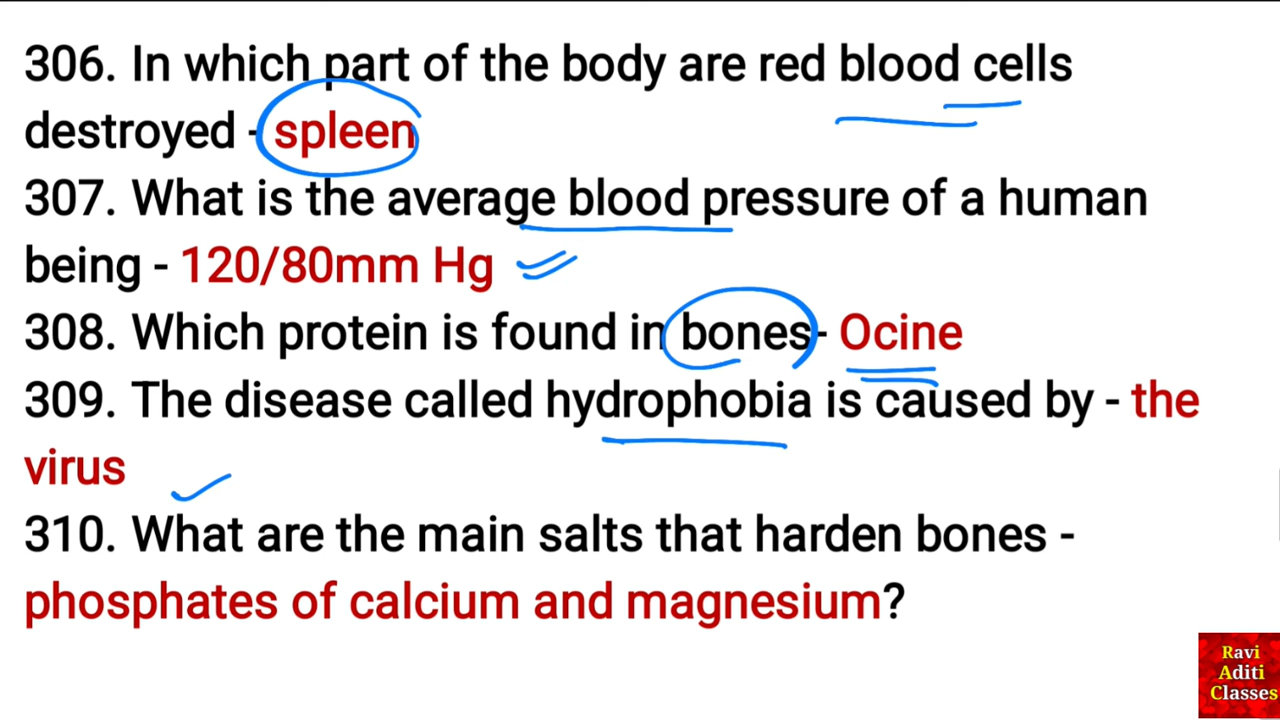 306. In which part of the body are red blood cells
destroyed - spleen
307. What is the average blood pressure of a human
being - 120/80mm Hg
308. Which protein is found in bones- Ocine
309. The disease called hydrophobia is caused by - the
virus
310. What are the main salts that harden bones -
phosphates of calcium and magnesium?
Ravi
Aditi
Classes